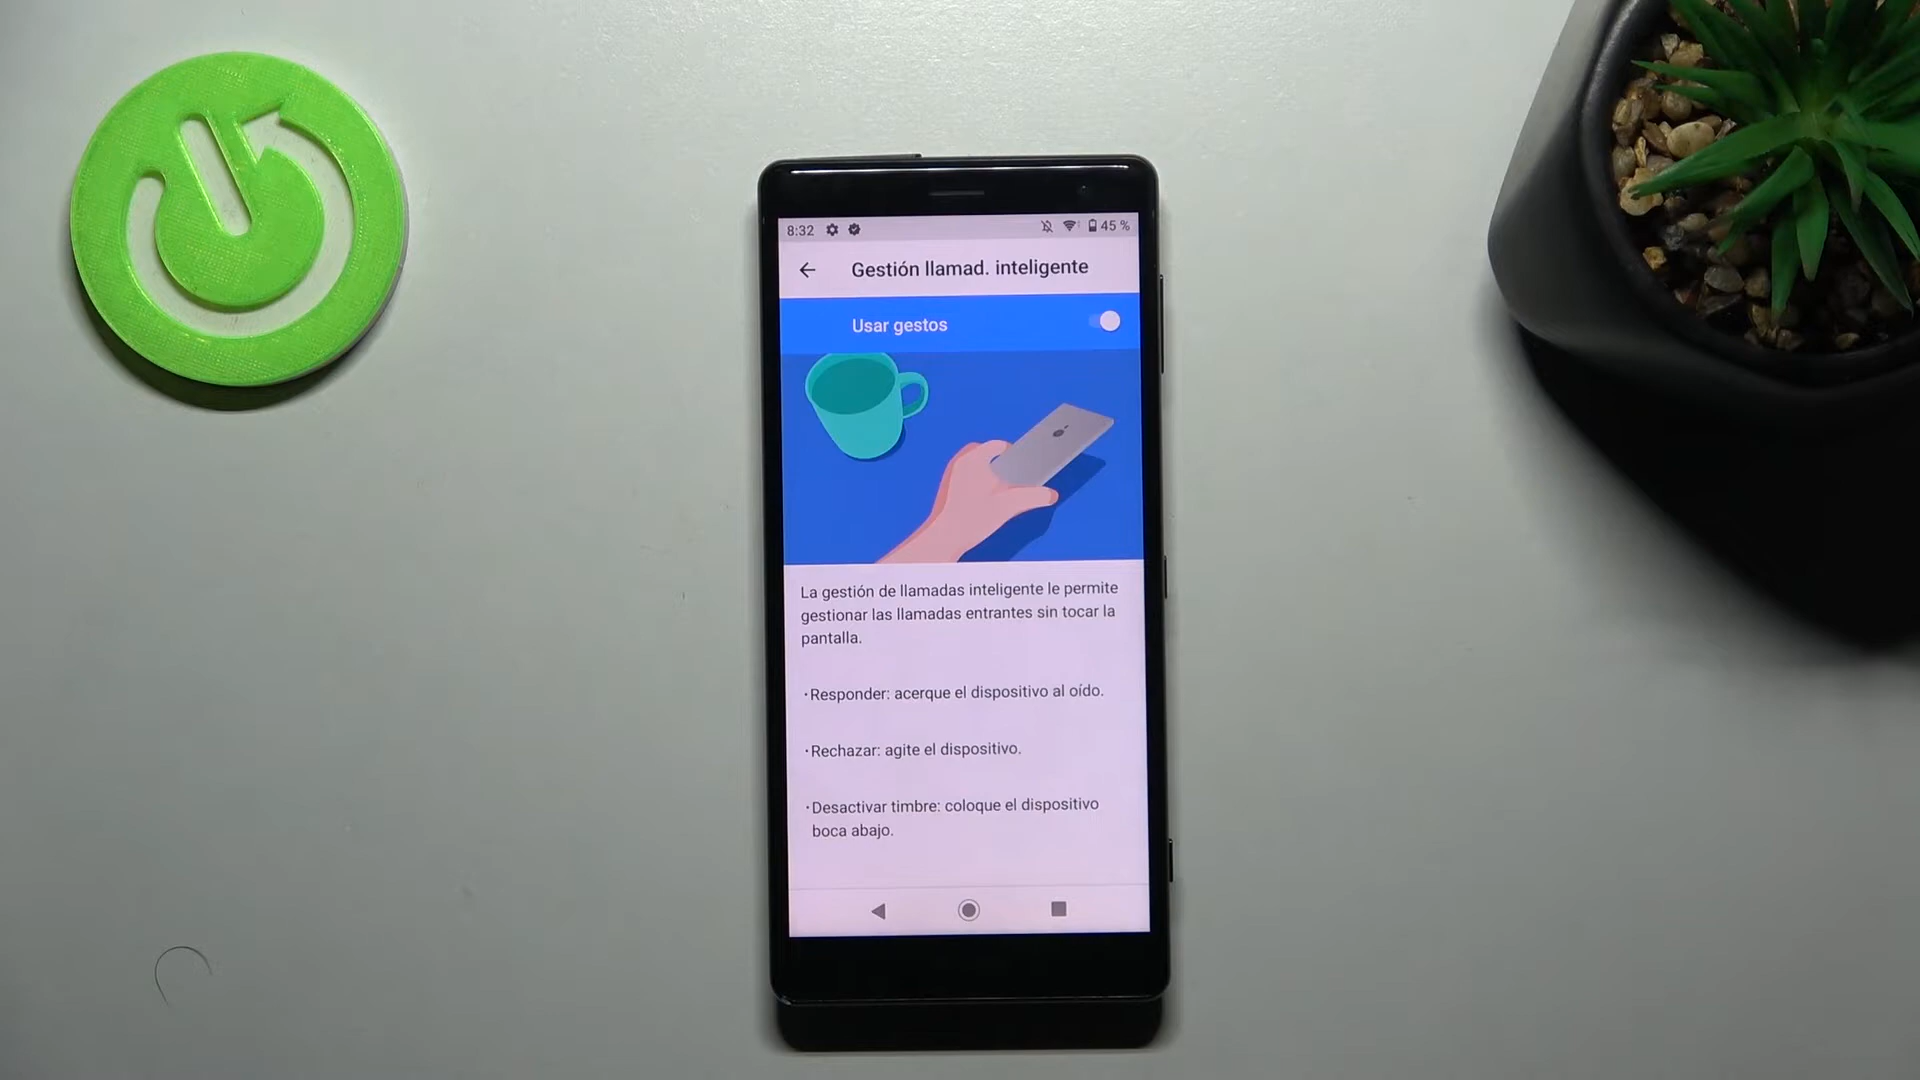 8:32 45 %
Gestión llamad. inteligente
Usar gestos
La gestión de llamadas inteligente le permite
gestionar las llamadas entrantes sin tocar la
pantalla.
· Responder: acerque el dispositivo al oído.
· Rechazar: agite el dispositivo.
· Desactivar timbre: coloque el dispositivo
boca abajo.